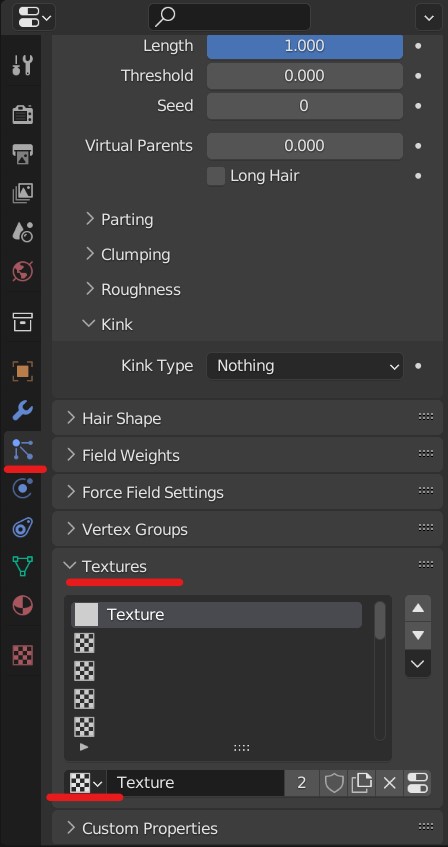 Length 1.000
Threshold 0.000
Seed 0
Virtual Parents 0.000
Long Hair
Parting
Clumping
Roughness
Kink
Kink Type Nothing
Hair Shape
Field Weights
Force Field Settings
Vertex Groups
Textures
Texture
Texture 2
Custom Properties